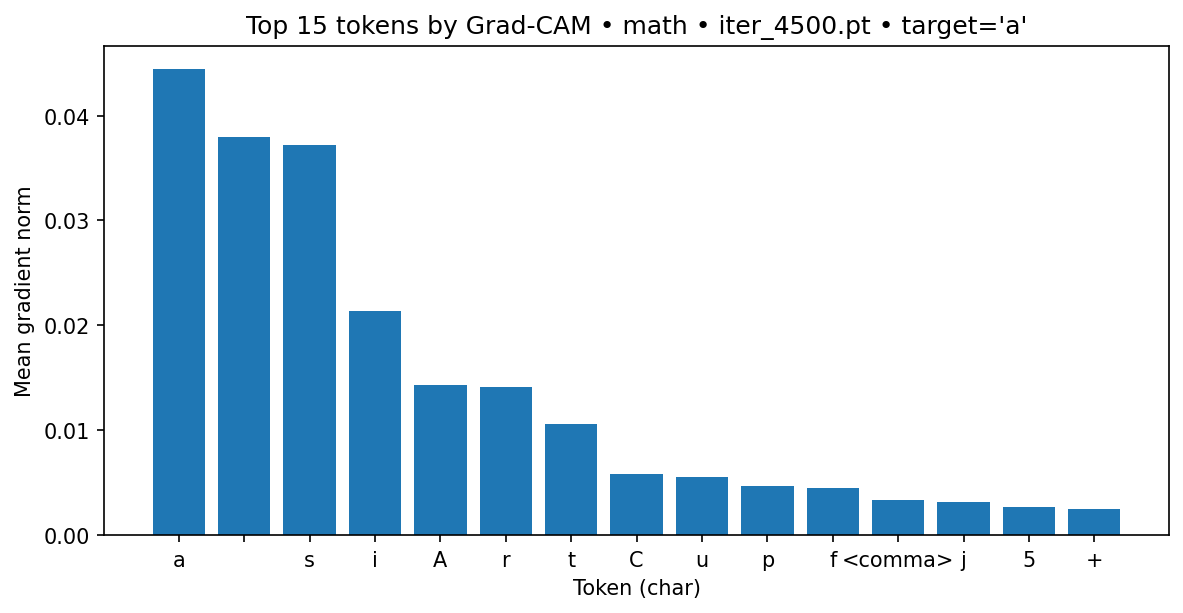 Top 15 tokens by Grad-CAM • math • iter_4500.pt • target='a'
Mean gradient norm
0.04
0.03
0.02
0.01
0.00
a s i A r t C u p f <comma> j 5 +
Token (char)